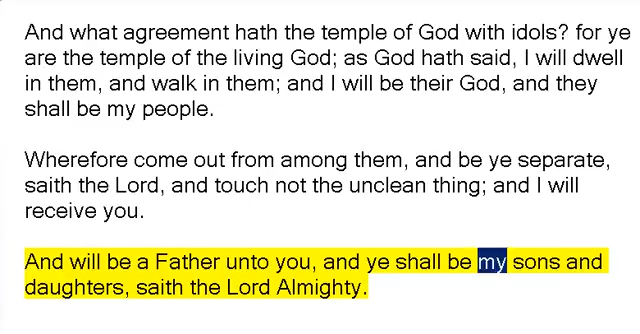 And what agreement hath the temple of God with idols? for ye
are the temple of the living God; as God hath said, I will dwell
in them, and walk in them; and I will be their God, and they
shall be my people.
Wherefore come out from among them, and be ye separate,
saith the Lord, and touch not the unclean thing; and I will
receive you.
And will be a Father unto you, and ye shall be my sons and
daughters, saith the Lord Almighty.